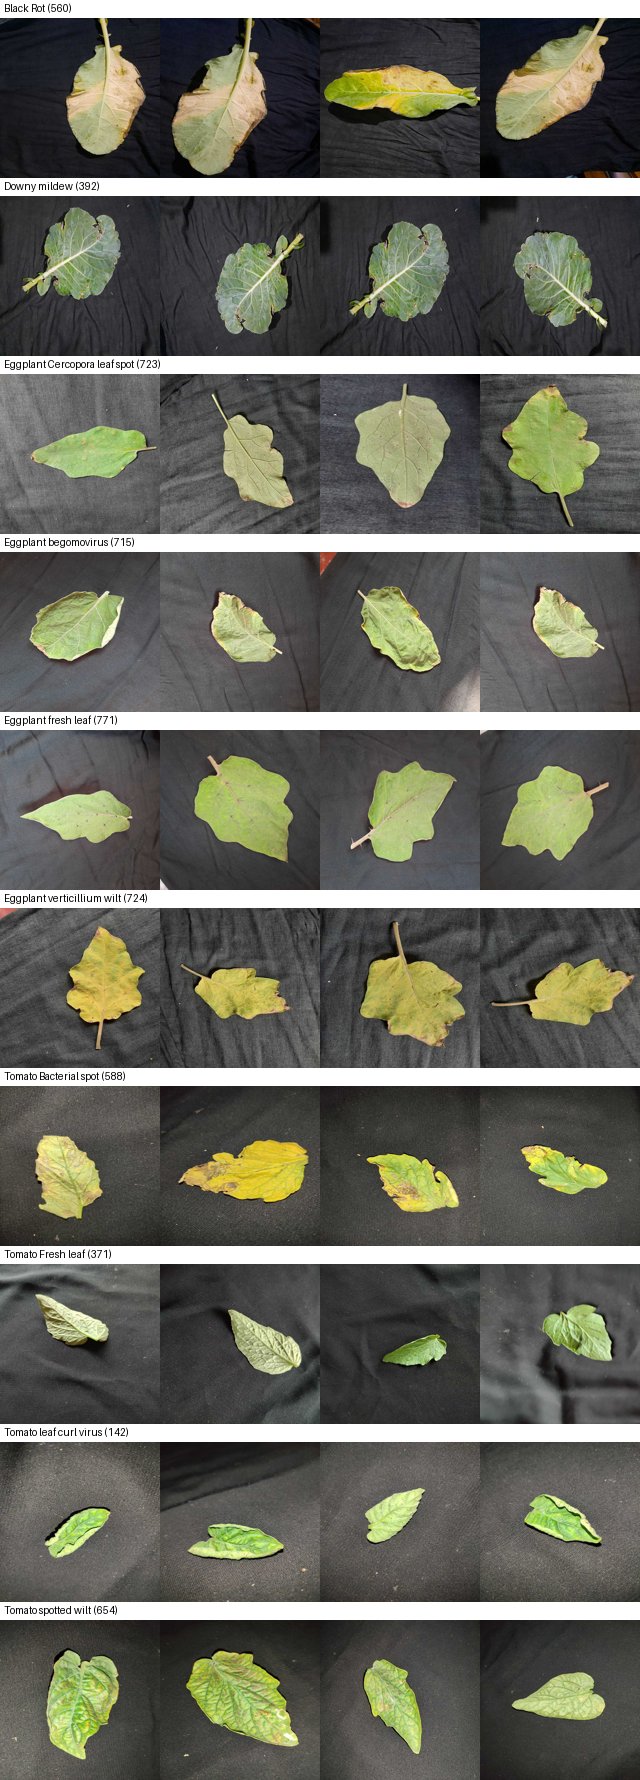 Black Rot (560)
Downy mildew (392)
Eggplant Cercopora leaf spot (723)
Eggplant begomovirus (715)
Eggplant fresh leaf (771)
Eggplant verticillium wilt (724)
Tomato Bacterial spot (588)
Tomato Fresh leaf (371)
Tomato leaf curl virus (142)
Tomato spotted wilt (654)